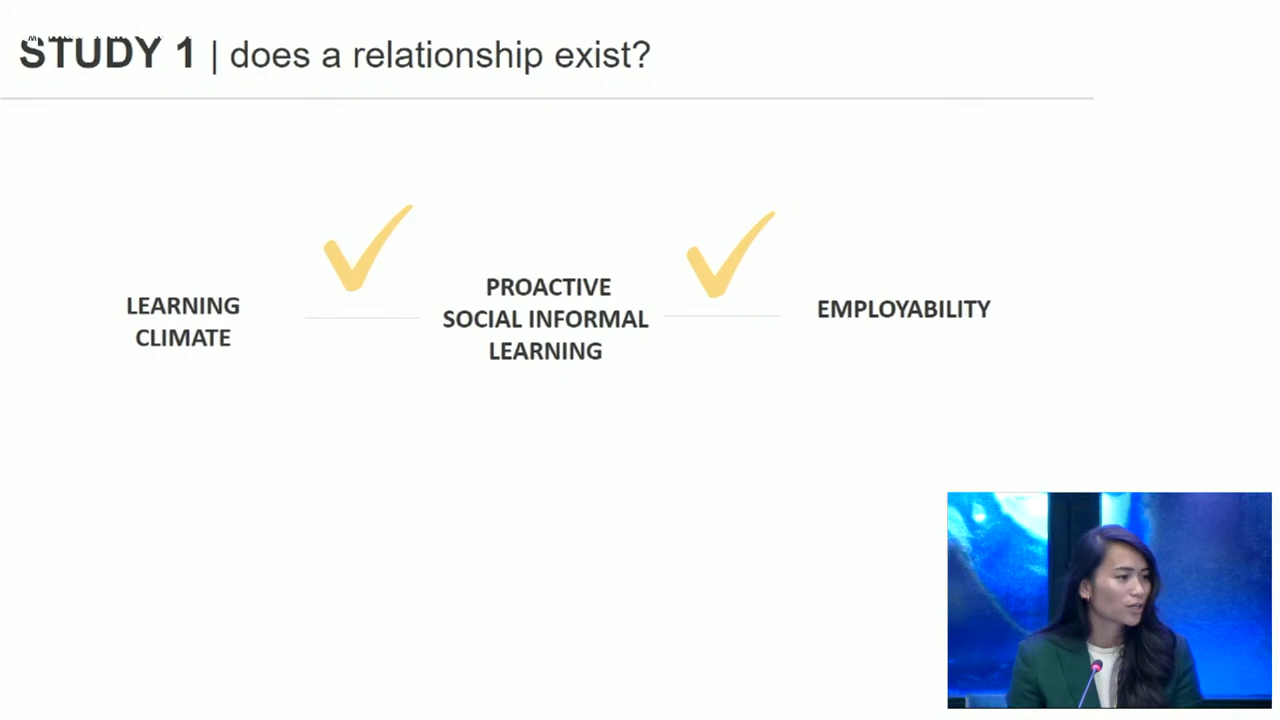 STUDY 1 | does a relationship exist?
LEARNING
CLIMATE
PROACTIVE
SOCIAL INFORMAL
LEARNING
EMPLOYABILITY